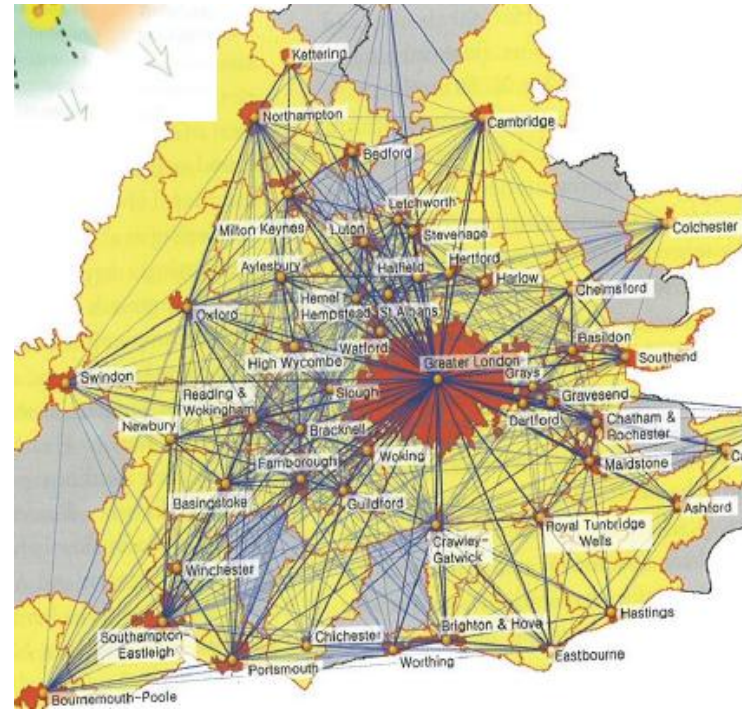 Kettering
Northampton
Cambridge
Bedford
Letchworth
Milton Keynes
Luton
Stevenage
Colchester
Aylesbury
Hatfield
Hertford
Harlow
Chelmsford
Hemel
Hempstead
St Albans
Oxford
Watford
Basildon
High Wycombe
Greater London
Southend
Swindon
Grays
Reading &
Wokingham
Slough
Gravesend
Newbury
Bracknell
Dartford
Chatham &
Rochester
Farnborough
Woking
Maidstone
Ca
Basingstoke
Guildford
Ashford
Crawley-
Gatwick
Royal Tunbridge
Wells
Winchester
Hastings
Southampton-
Eastleigh
Chichester
Brighton & Hove
Portsmouth
Worthing
Eastbourne
Bournemouth-Poole